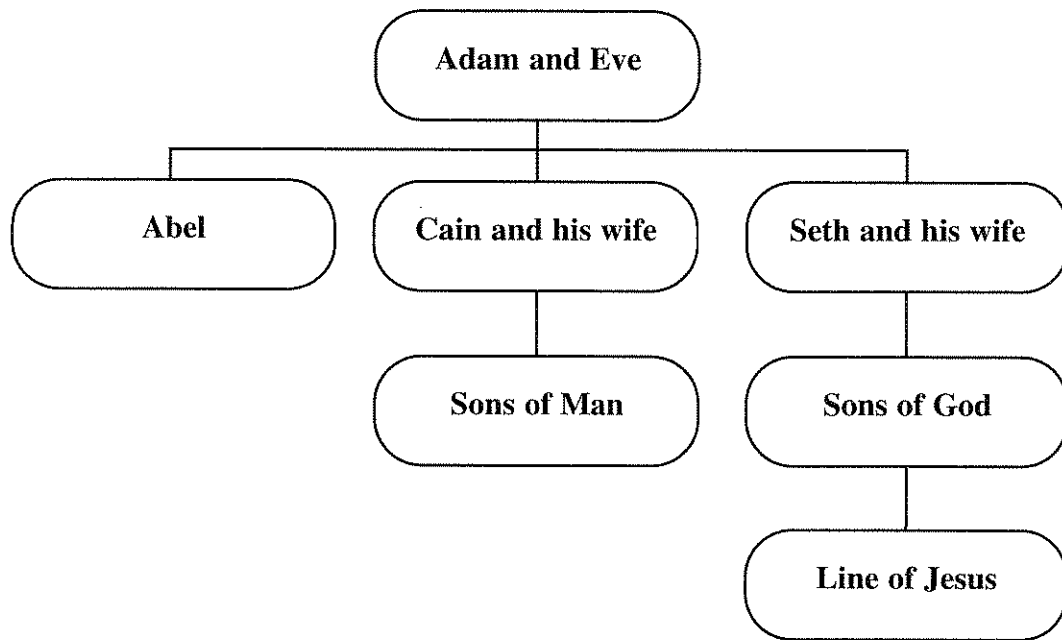 Adam and Eve
Abel
Cain and his wife
Seth and his wife
Sons of Man
Sons of God
Line of Jesus